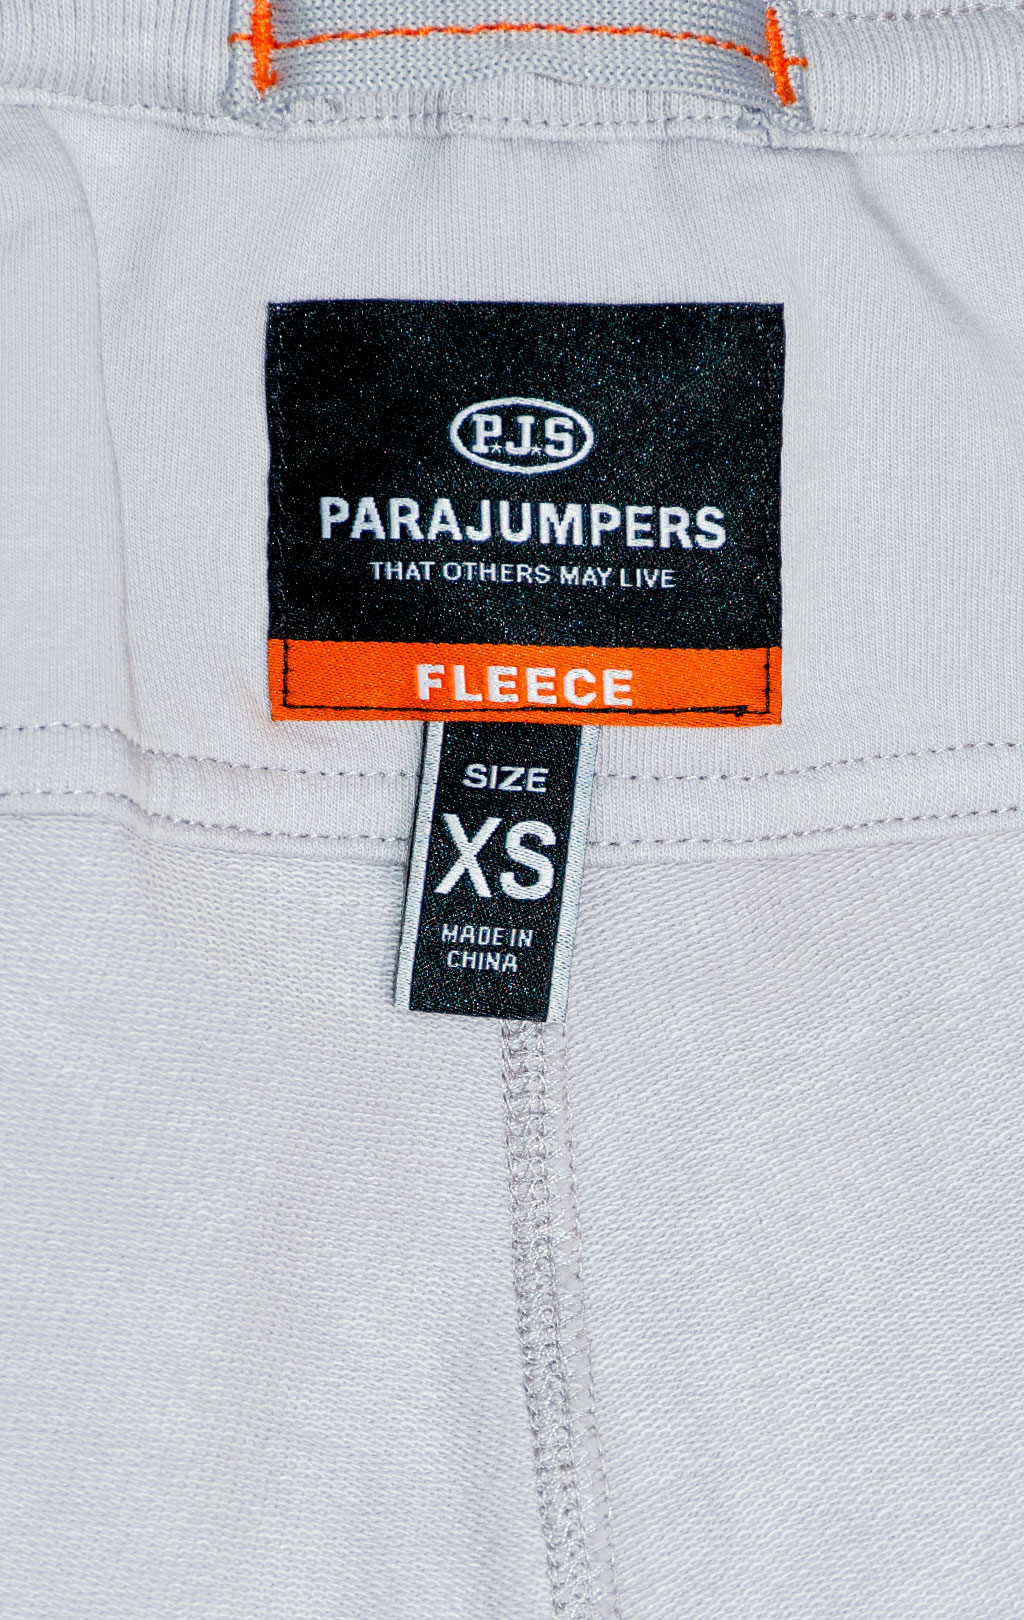 P.J.S
PARAJUMPERS
THAT OTHERS MAY LIVE
FLEECE
SIZE
XS
MADE IN
CHINA